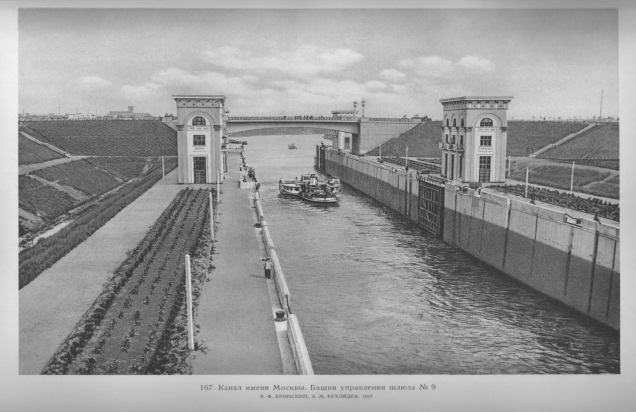 167. Канал имени Москвы. Башня управления шлюза № 9
В. Ф. КРИНСКИЙ, А. М. РУХЛЯДЕВ. 1937